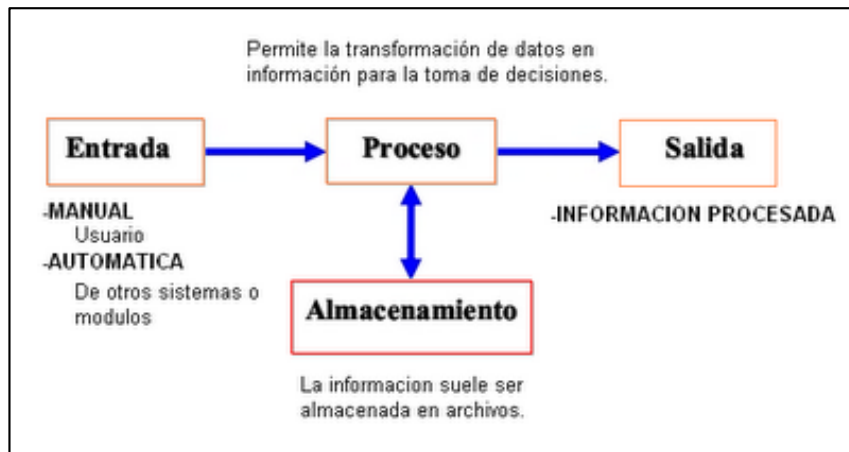 Permite la transformación de datos en
información para la toma de decisiones.
Entrada
Proceso
Salida
-MANUAL
Usuario
-AUTOMATICA
De otros sistemas o
modulos
-INFORMACION PROCESADA
Almacenamiento
La informacion suele ser
almacenada en archivos.